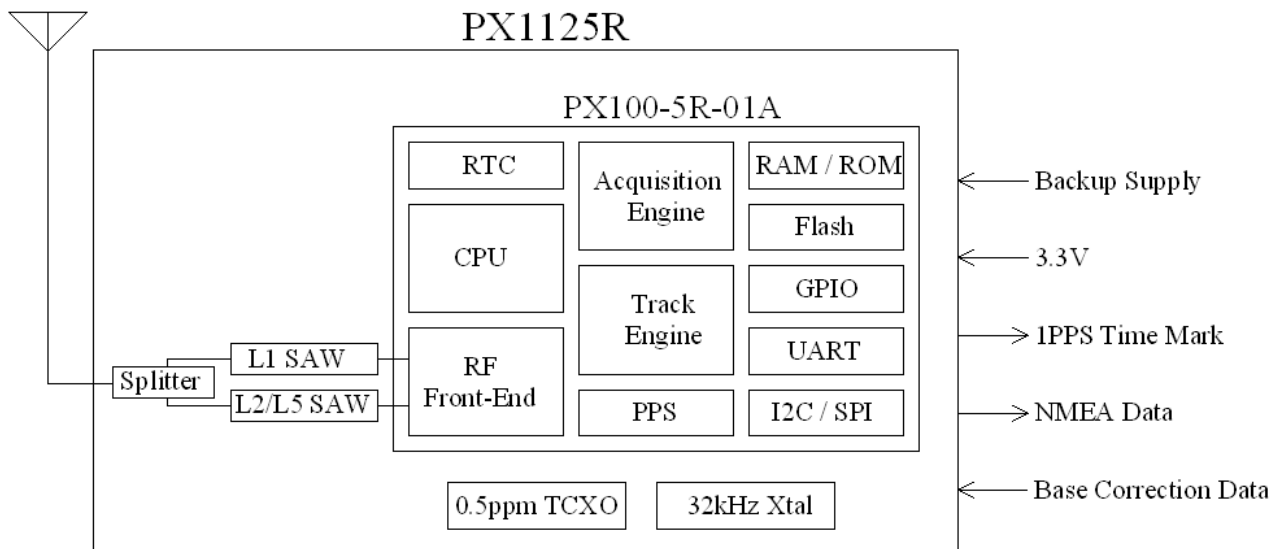 PX1125R
PX100-5R-01A
RTC
Acquisition
Engine
RAM / ROM
CPU
Flash
Track
Engine
GPIO
RF
Front-End
UART
PPS
I2C / SPI
Splitter
L1 SAW
L2/L5 SAW
0.5ppm TCXO
32kHz Xtal
Backup Supply
3.3V
1PPS Time Mark
NMEA Data
Base Correction Data